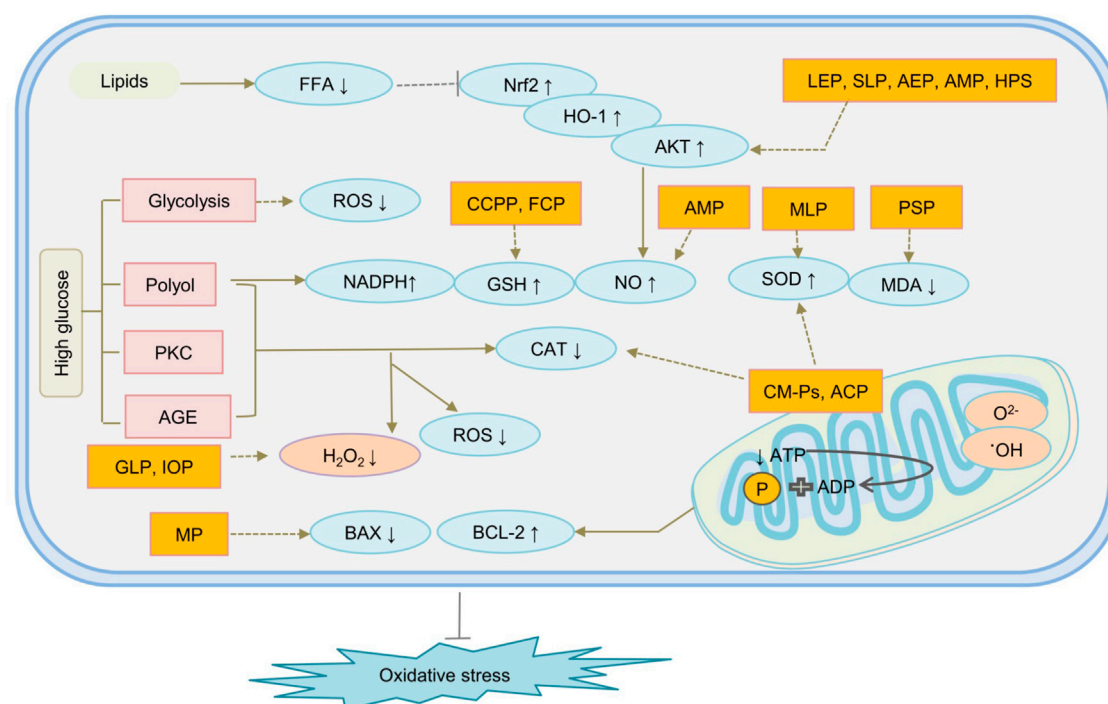 Lipids
FFA ↓
Nrf2 ↑
HO-1 ↑
AKT ↑
LEP, SLP, AEP, AMP, HPS
High glucose
Glycolysis
ROS ↓
CCPP, FCP
AMP
MLP
PSP
Polyol
NADPH↑
GSH ↑
NO ↑
SOD ↑
MDA ↓
PKC
CAT ↓
AGE
ROS ↓
CM-Ps, ACP
GLP, IOP
H₂O₂ ↓
O²⁻
·OH
↓ ATP
P + ADP
MP
BAX ↓
BCL-2 ↑
Oxidative stress